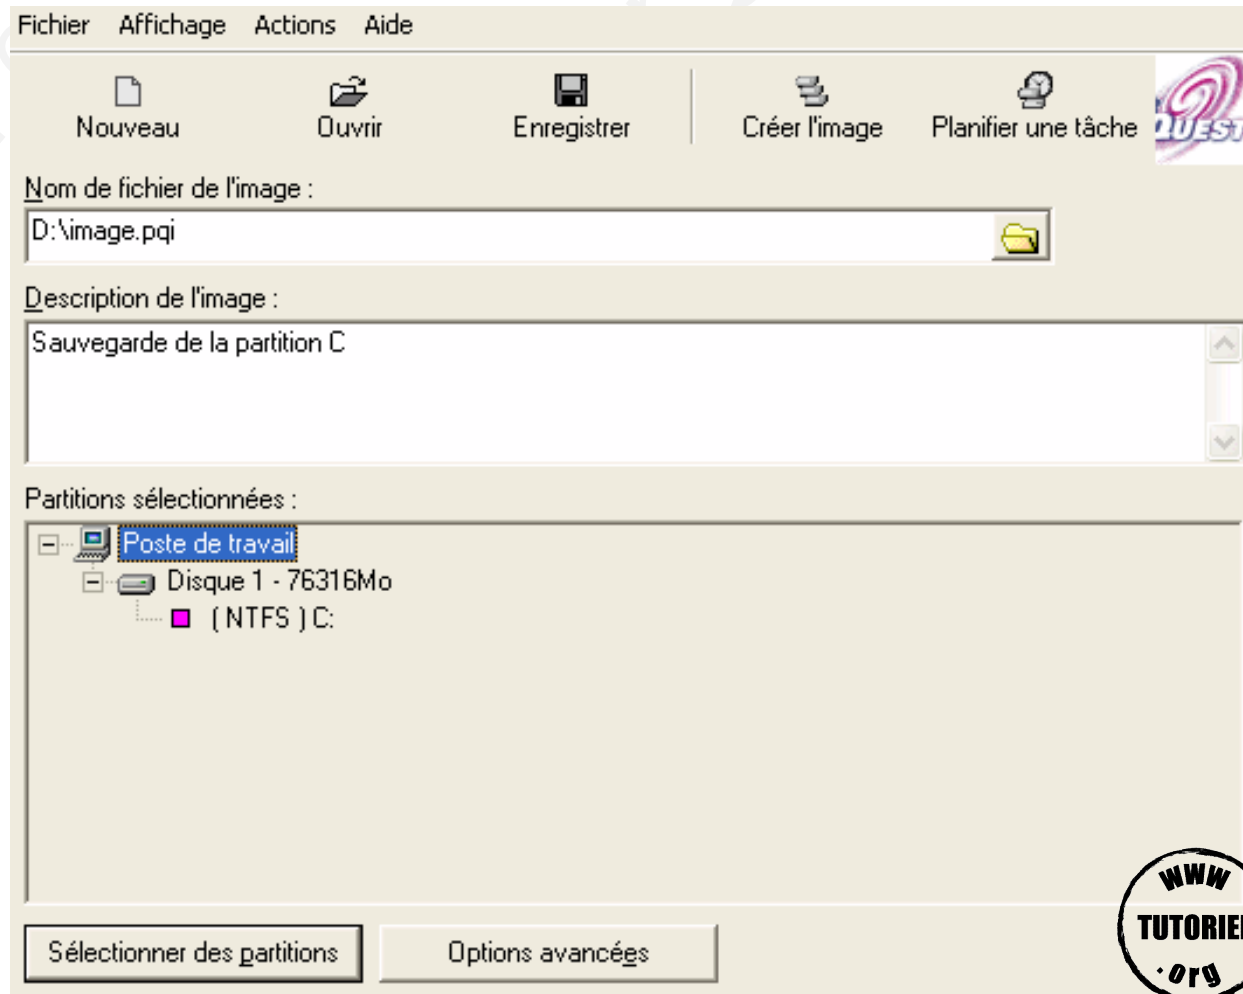 Fichier Affichage Actions Aide
Nouveau Ouvrir Enregistrer Créer l'image Planifier une tâche
QUEST
Nom de fichier de l'image :
D:\image.pqi
Description de l'image :
Sauvegarde de la partition C
Partitions sélectionnées :
Poste de travail
Disque 1 - 76316Mo
( NTFS ) C:
Sélectionner des partitions Options avancées
WWW
TUTORIE
.org